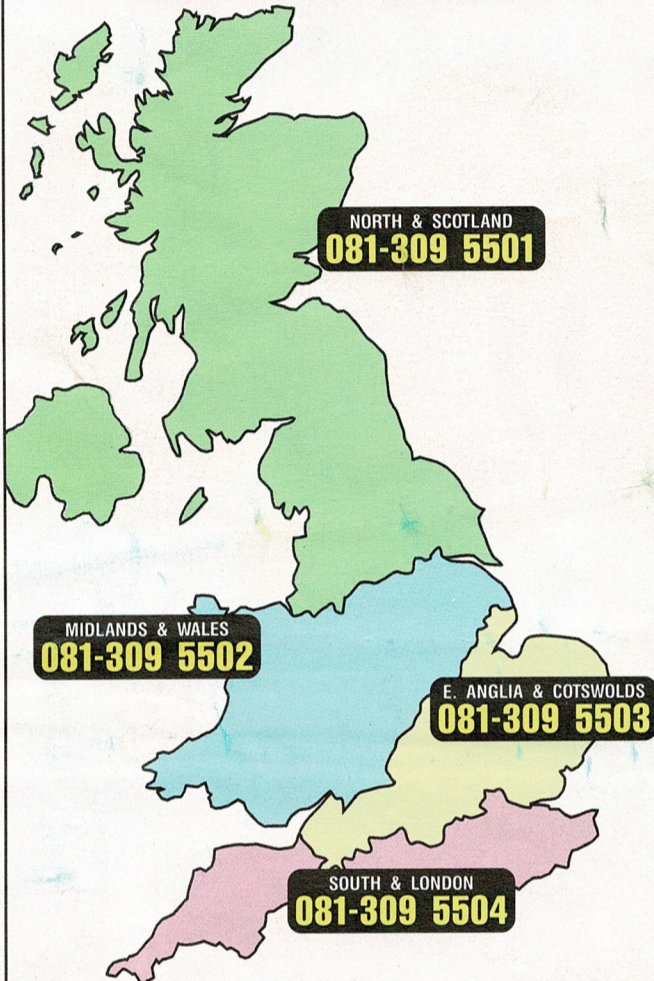 NORTH & SCOTLAND
081-309 5501
MIDLANDS & WALES
081-309 5502
E. ANGLIA & COTSWOLDS
081-309 5503
SOUTH & LONDON
081-309 5504